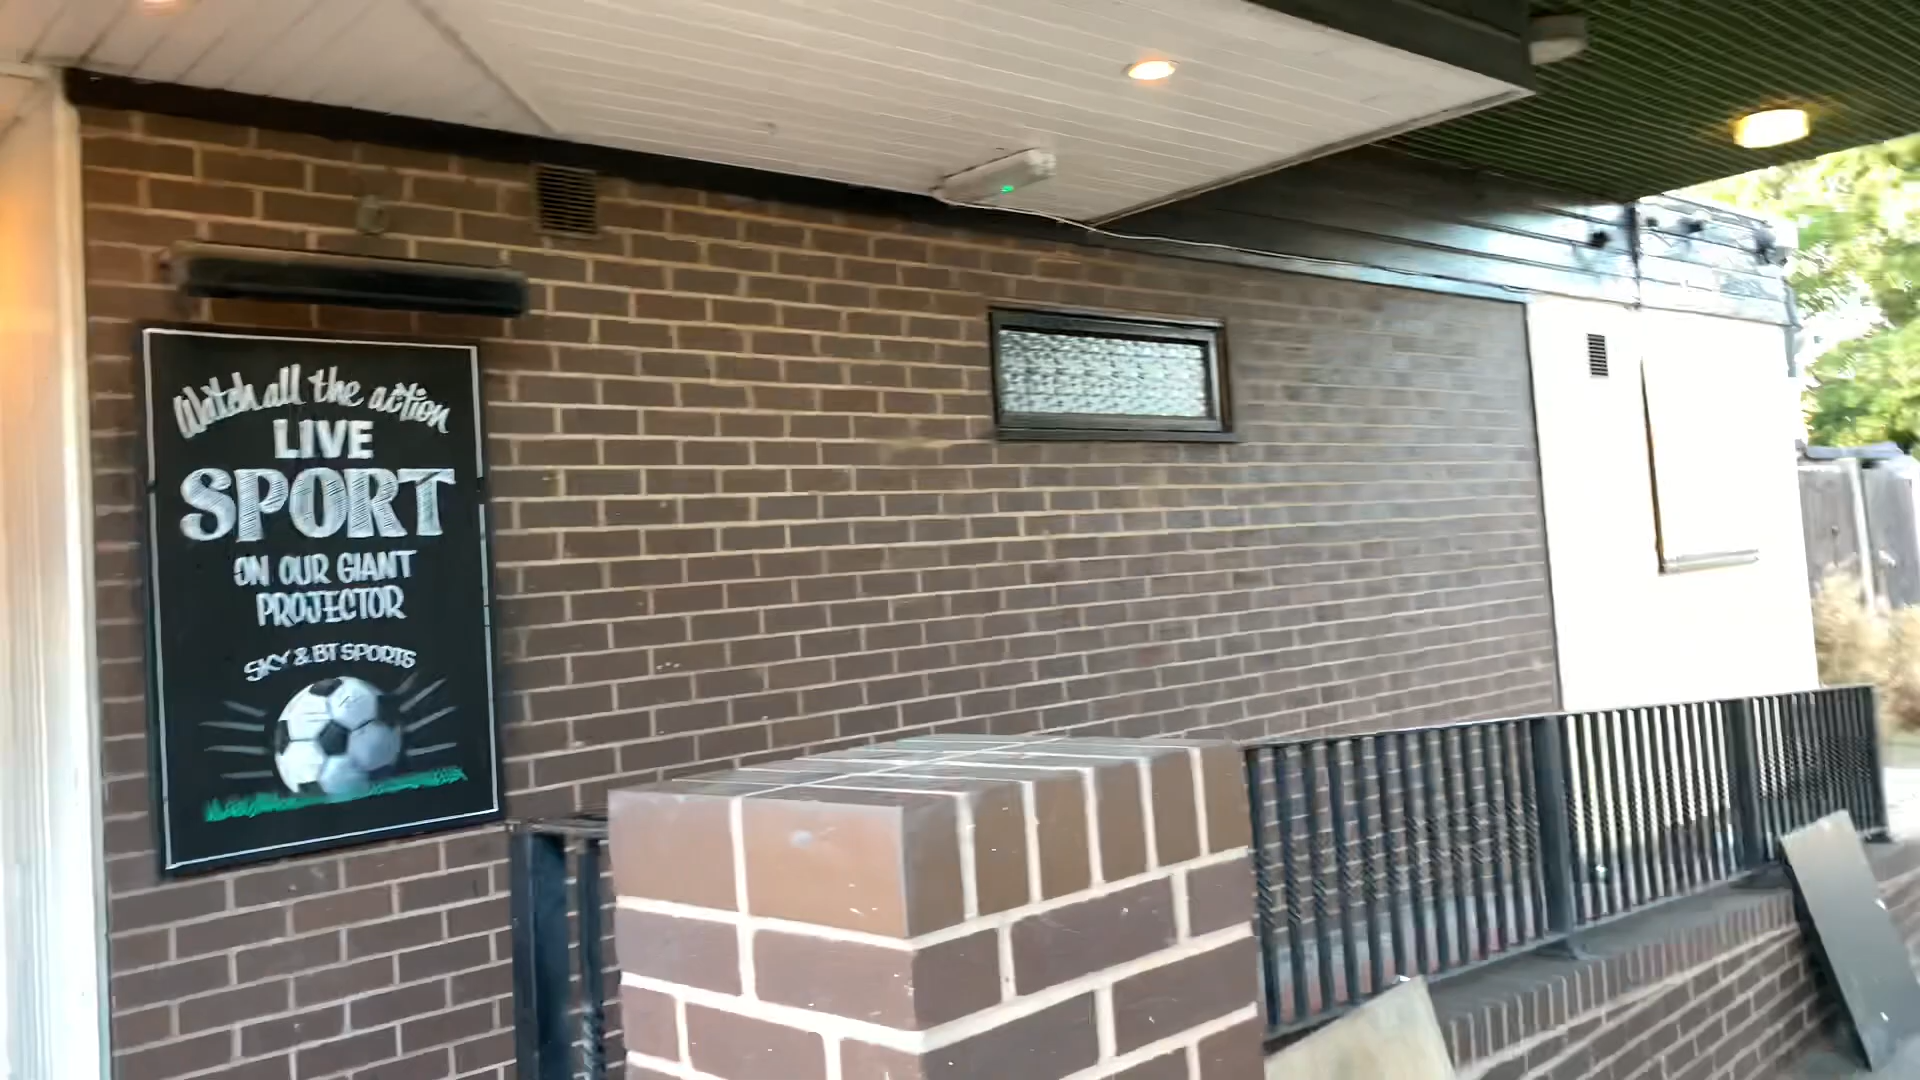 Watch all the action
LIVE
SPORT
ON OUR GIANT
PROJECTOR
SKY & BT SPORTS